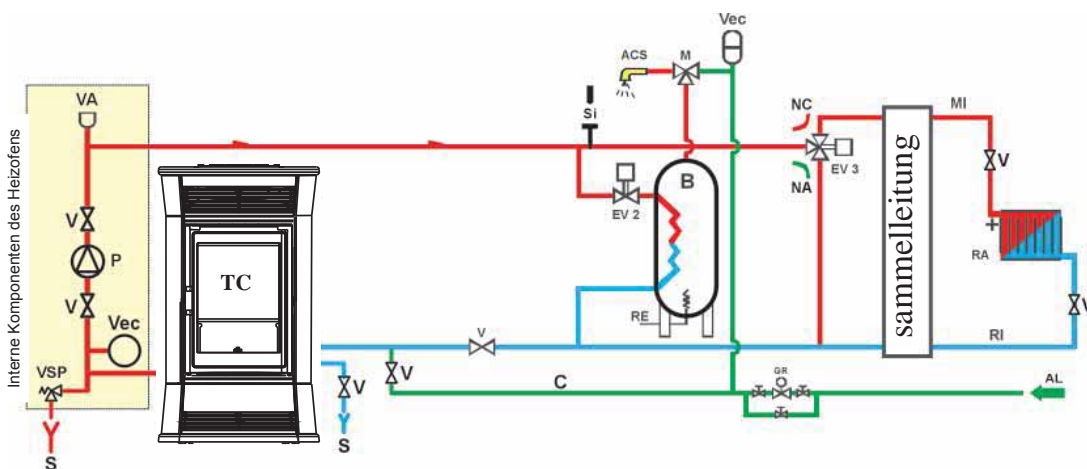 Interne Komponenten des Heizofens
VA
V
P
V
Vec
VSP
S
TC
V
S
V
V
C
Si
EV 2
ACS
M
Vec
B
RE
NC
NA
EV 3
GR
AL
sammelleitung
MI
V
RA
V
RI